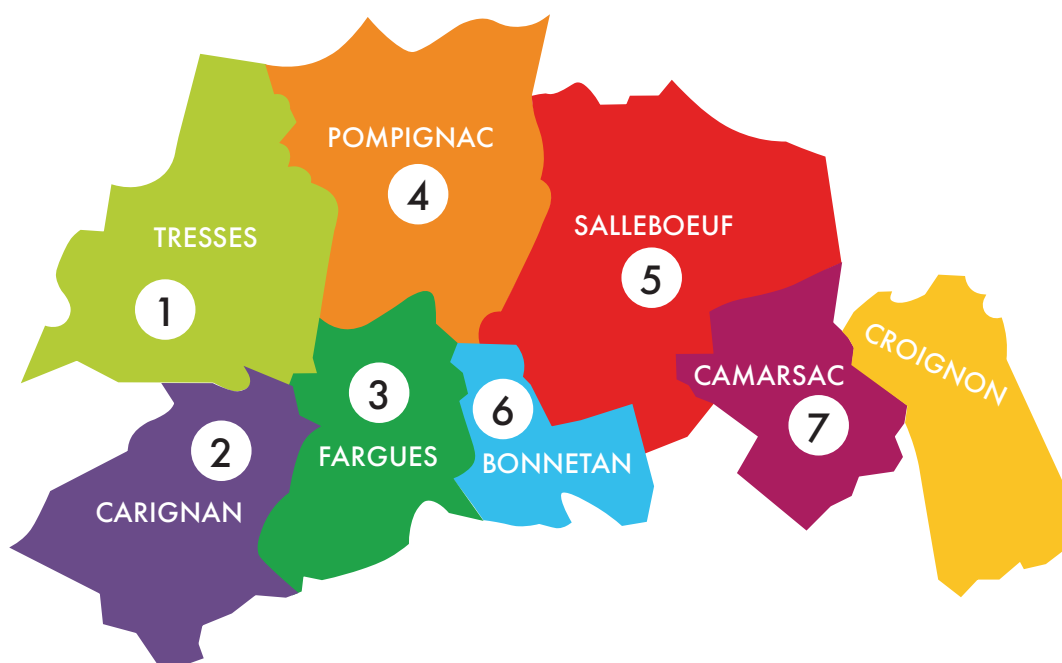 POMPIGNAC
4
TRESSES
1
SALLEBOEUF
5
CROIGNON
CAMARSAC
7
3
FARGUES
6
BONNETAN
2
CARIGNAN